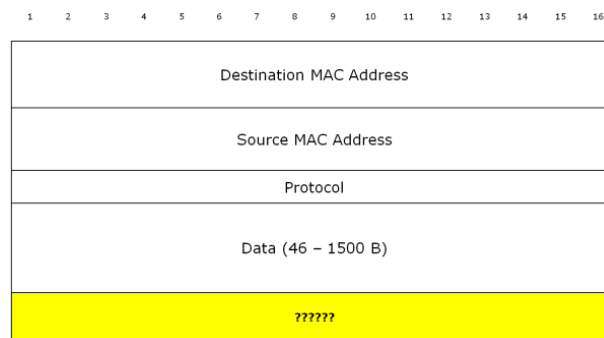 1 2 3 4 5 6 7 8 9 10 11 12 13 14 15 16
Destination MAC Address
Source MAC Address
Protocol
Data (46 – 1500 B)
??????